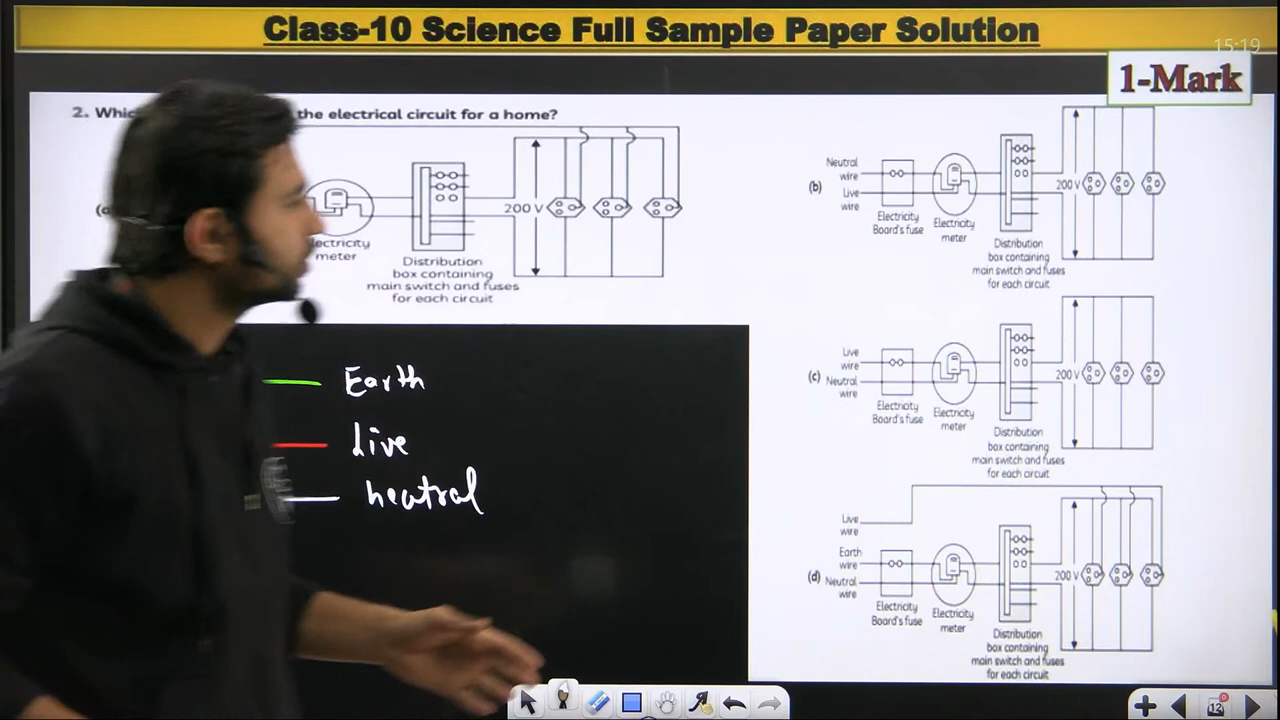 Class-10 Science Full Sample Paper Solution
15:19
1-Mark
2. the electrical circuit for a home?
200 V
meter
Distribution
box containing
main switch and fuses
for each circuit
Earth
Live
neutral
(b)
Neutral
wire
Live
wire
Electricity
Board's fuse
Electricity
meter
Distribution
box containing
main switch and fuses
for each circuit
200 V
(c)
Live
wire
Neutral
wire
Electricity
Board's fuse
Electricity
meter
Distribution
box containing
main switch and fuses
for each circuit
200 V
(d)
Live
wire
Earth
wire
Neutral
wire
Electricity
Board's fuse
Electricity
meter
Distribution
box containing
main switch and fuses
for each circuit
200 V
12